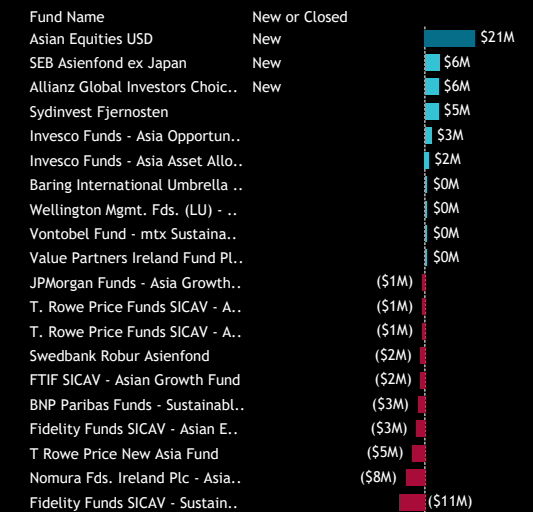 Fund Name New or Closed
Asian Equities USD New $21M
SEB Asienfond ex Japan New $6M
Allianz Global Investors Choic.. New $6M
Sydinvest Fjernosten $5M
Invesco Funds - Asia Opportun.. $3M
Invesco Funds - Asia Asset Allo.. $2M
Baring International Umbrella .. $0M
Wellington Mgmt. Fds. (LU) - .. $0M
Vontobel Fund - mtx Sustaina.. $0M
Value Partners Ireland Fund Pl.. $0M
JPMorgan Funds - Asia Growth.. ($1M)
T. Rowe Price Funds SICAV - A.. ($1M)
T. Rowe Price Funds SICAV - A.. ($1M)
Swedbank Robur Asienfond ($2M)
FTIF SICAV - Asian Growth Fund ($2M)
BNP Paribas Funds - Sustainabl.. ($3M)
Fidelity Funds SICAV - Asian E.. ($3M)
T Rowe Price New Asia Fund ($5M)
Nomura Fds. Ireland Plc - Asia.. ($8M)
Fidelity Funds SICAV - Sustain.. ($11M)